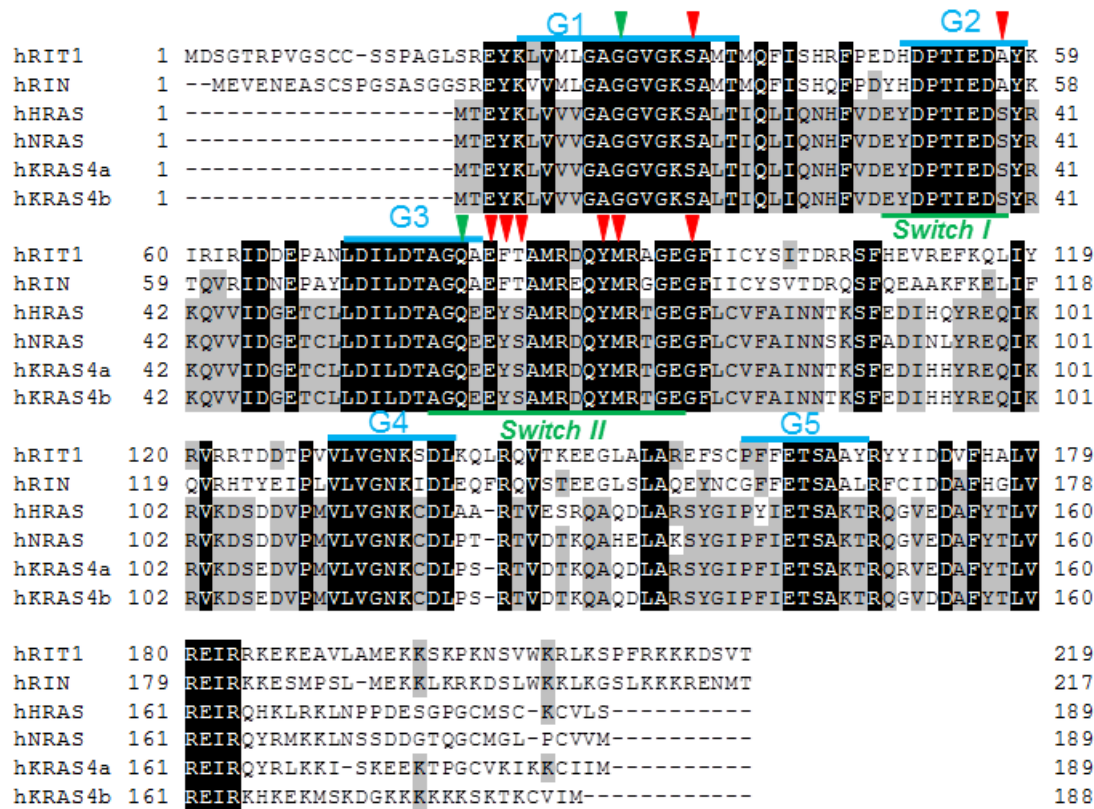 G1 G2
hRIT1 1 MDSGTRPVGSCC-SSPAGLSREYKLVMLGAGGVGKSAMTMQFISHRFPEDHDPTIEDAYK 59
hRIN 1 --MEVENEASCSPGSASGGSREYKVVMLGAGGVGKSAMTMQFISHQFPDYHDPTIEDAYK 58
hHRAS 1 -------------------MTEYKLVVVGAGGVGKSALTIQLIQNHFVDEYDPTIEDSYR 41
hNRAS 1 -------------------MTEYKLVVVGAGGVGKSALTIQLIQNHFVDEYDPTIEDSYR 41
hKRAS4a 1 -------------------MTEYKLVVVGAGGVGKSALTIQLIQNHFVDEYDPTIEDSYR 41
hKRAS4b 1 -------------------MTEYKLVVVGAGGVGKSALTIQLIQNHFVDEYDPTIEDSYR 41
G3 Switch I
hRIT1 60 IRIRIDDEPANLDILDTAGQAEFTAMRDQYMRAGEGFIICYSITDRRSFHEVREFKQLIY 119
hRIN 59 TQVRIDNEPAYLDILDTAGQAEFTAMREQYMRGGEGFIICYSVTDRQSFQEAAKFKELIF 118
hHRAS 42 KQVVIDGETCLLDILDTAGQEEYSAMRDQYMRTGEGFLCVFAINNTKSFEDIHQYREQIK 101
hNRAS 42 KQVVIDGETCLLDILDTAGQEEYSAMRDQYMRTGEGFLCVFAINNSKSFADINLYREQIK 101
hKRAS4a 42 KQVVIDGETCLLDILDTAGQEEYSAMRDQYMRTGEGFLCVFAINNTKSFEDIHHYREQIK 101
hKRAS4b 42 KQVVIDGETCLLDILDTAGQEEYSAMRDQYMRTGEGFLCVFAINNTKSFEDIHHYREQIK 101
G4 Switch II G5
hRIT1 120 RVRRTDDTPVVLVGNKSDLKQLRQVTKEEGLALAREFSCPFFETSAAYRYYIDDVFHALV 179
hRIN 119 QVRHTYEIPLVLVGNKIDLEQFRQVSTEEGLSLAQEYNCGFFETSAALRFCIDDAFHGLV 178
hHRAS 102 RVKDSDDVPMVLVGNKCDLAA-RTVESRQAQDLARSYGIPYIETSAKTRQGVEDAFYTLV 160
hNRAS 102 RVKDSDDVPMVLVGNKCDLPT-RTVDTKQAHELAKSYGIPFIETSAKTRQGVEDAFYTLV 160
hKRAS4a 102 RVKDSEDVPMVLVGNKCDLPS-RTVDTKQAQDLARSYGIPFIETSAKTRQRVEDAFYTLV 160
hKRAS4b 102 RVKDSEDVPMVLVGNKCDLPS-RTVDTKQAQDLARSYGIPFIETSAKTRQGVDDAFYTLV 160
hRIT1 180 REIRRKEKEAVLAMEKKSKPKNSVWKRLKSPFRKKKDSVT 219
hRIN 179 REIRKKESMPSL-MEKKLKRKDSLWKKLKGSLKKKRENMT 217
hHRAS 161 REIRQHKLRKLNPPDESGPGCMSC-KCVLS---------- 189
hNRAS 161 REIRQYRMKKLNSSDDGTQGCMGL-PCVVM---------- 189
hKRAS4a 161 REIRQYRLKKI-SKEEKTPGCVKIKKCIIM---------- 189
hKRAS4b 161 REIRKHKEKMSKDGKKKKKKSKTKCVIM------------ 188